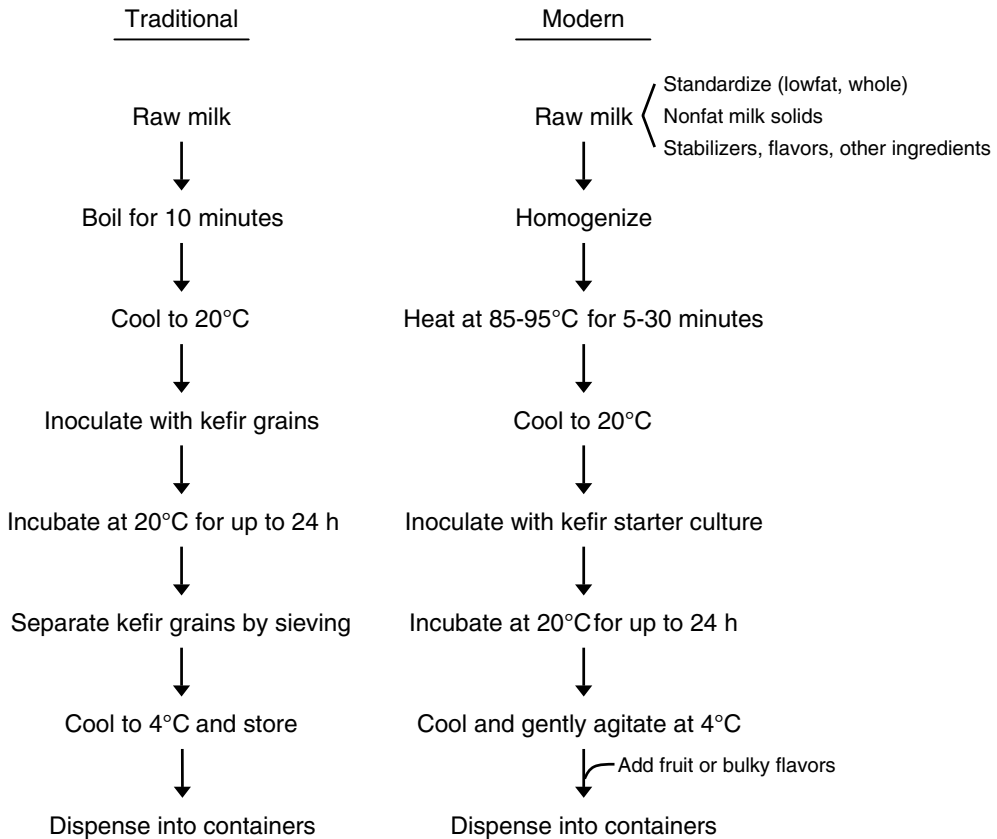 Traditional
Raw milk
Boil for 10 minutes
Cool to 20°C
Inoculate with kefir grains
Incubate at 20°C for up to 24 h
Separate kefir grains by sieving
Cool to 4°C and store
Dispense into containers
Modern
Raw milk
Standardize (lowfat, whole)
Nonfat milk solids
Stabilizers, flavors, other ingredients
Homogenize
Heat at 85-95°C for 5-30 minutes
Cool to 20°C
Inoculate with kefir starter culture
Incubate at 20°C for up to 24 h
Cool and gently agitate at 4°C
Add fruit or bulky flavors
Dispense into containers